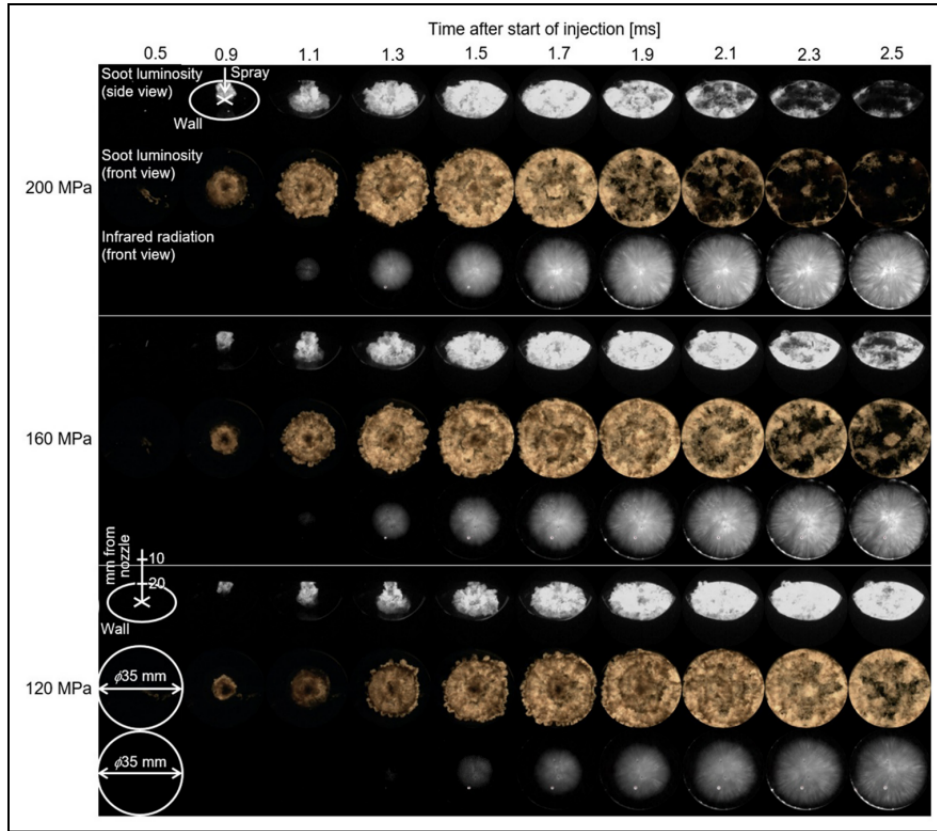 Time after start of injection [ms]
0.5 0.9 1.1 1.3 1.5 1.7 1.9 2.1 2.3 2.5
Soot luminosity
(side view)
Spray
Wall
200 MPa
Soot luminosity
(front view)
Infrared radiation
(front view)
160 MPa
mm from
nozzle
10
20
Wall
120 MPa
ϕ35 mm
ϕ35 mm